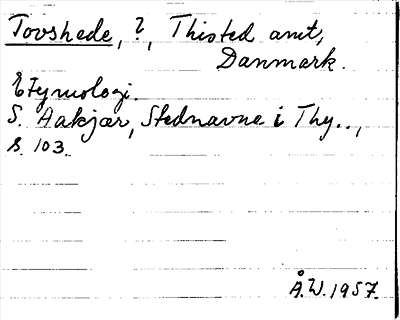 Tovshede, ?, Thisted amt,
Danmark.
Etymologi.
S. Aakjær, Stednavne i Thy..,
s. 103.
Å.W. 1957.